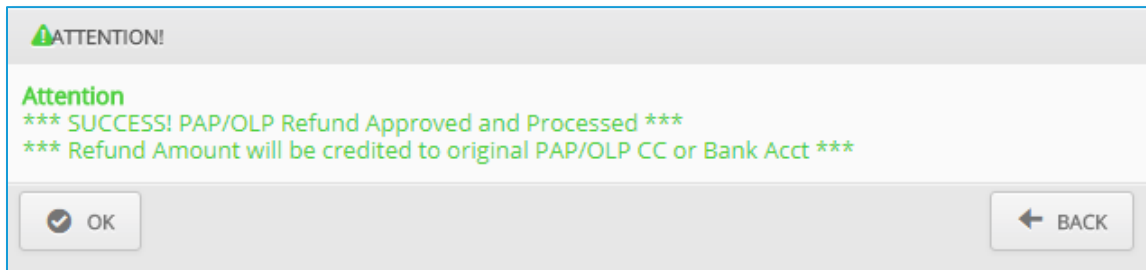 ATTENTION!
Attention
*** SUCCESS! PAP/OLP Refund Approved and Processed ***
*** Refund Amount will be credited to original PAP/OLP CC or Bank Acct ***
OK
BACK